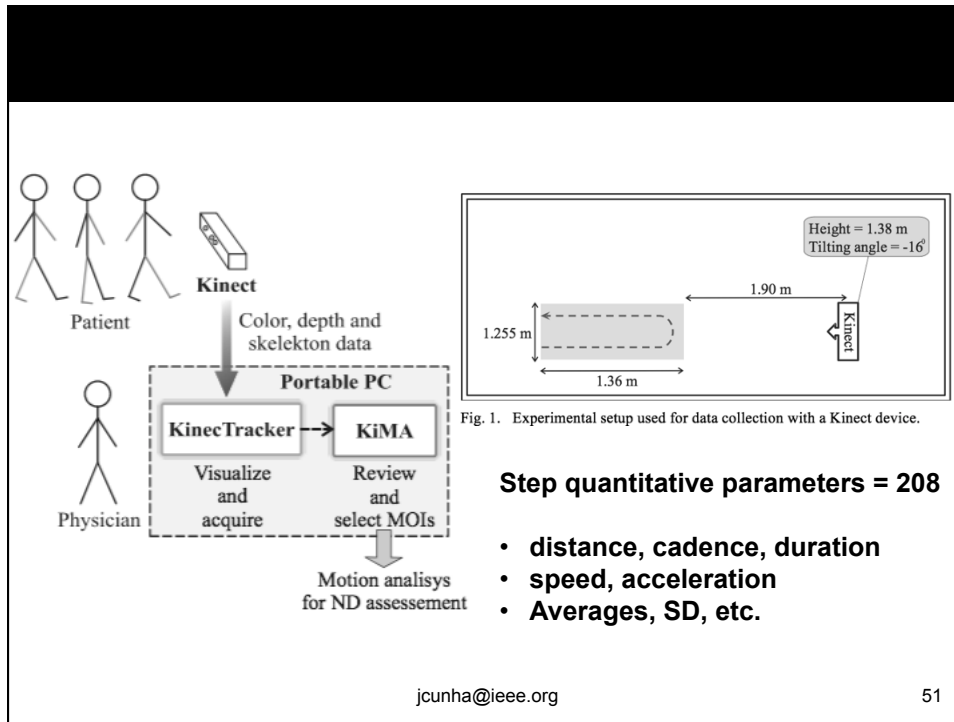 Patient
Kinect
Color, depth and
skelekton data
Portable PC
KinecTracker
KiMA
Visualize
and
acquire
Review
and
select MOIs
Physician
Motion analisys
for ND assessement
Height = 1.38 m
Tilting angle = -16°
1.90 m
1.255 m
Kinect
1.36 m
Fig. 1. Experimental setup used for data collection with a Kinect device.
Step quantitative parameters = 208
• distance, cadence, duration
• speed, acceleration
• Averages, SD, etc.
jcunha@ieee.org
51